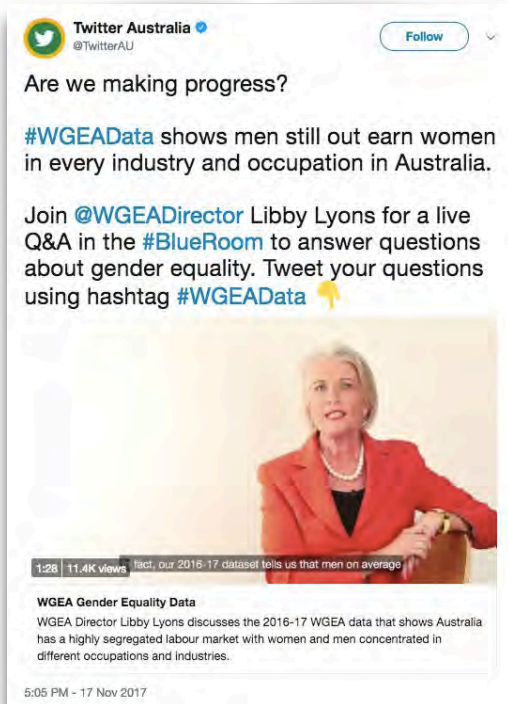 Twitter Australia
@TwitterAU
Follow
Are we making progress?
#WGEAData shows men still out earn women
in every industry and occupation in Australia.
Join @WGEADirector Libby Lyons for a live
Q&A in the #BlueRoom to answer questions
about gender equality. Tweet your questions
using hashtag #WGEAData 👇
1:28 11.4K views fact, our 2016-17 dataset tells us that men on average
WGEA Gender Equality Data
WGEA Director Libby Lyons discusses the 2016-17 WGEA data that shows Australia
has a highly segregated labour market with women and men concentrated in
different occupations and industries.
5:05 PM - 17 Nov 2017